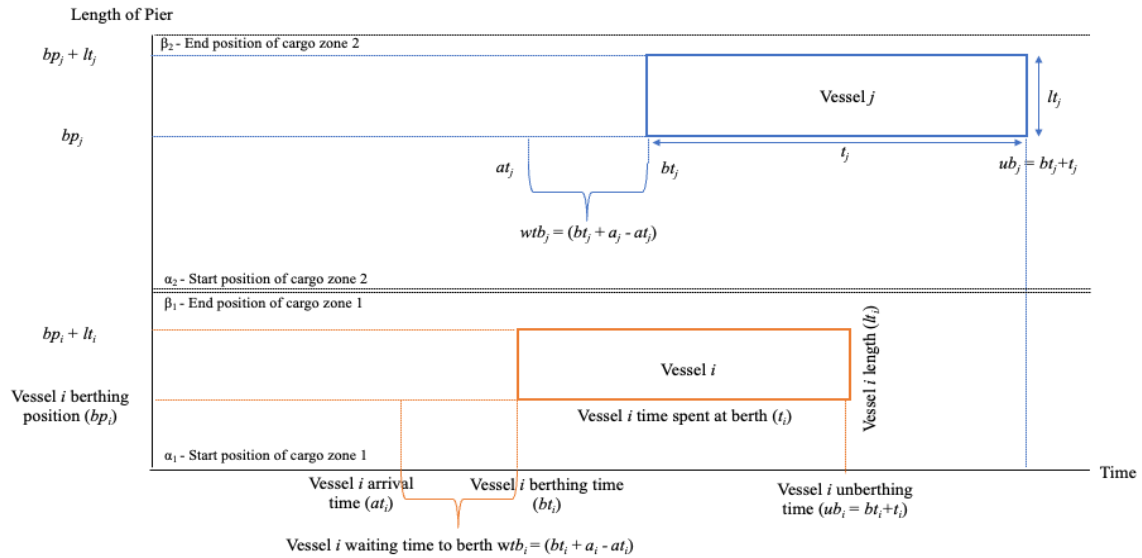 Length of Pier
β₂ - End position of cargo zone 2
bpⱼ + ltⱼ
Vessel j
ltⱼ
bpⱼ
tⱼ
atⱼ
btⱼ
ubⱼ = btⱼ+tⱼ
wtbⱼ = (btⱼ + aⱼ - atⱼ)
α₂ - Start position of cargo zone 2
β₁ - End position of cargo zone 1
bpᵢ + ltᵢ
Vessel i
Vessel i length (ltᵢ)
Vessel i berthing
position (bpᵢ)
Vessel i time spent at berth (tᵢ)
α₁ - Start position of cargo zone 1
Time
Vessel i arrival
time (atᵢ)
Vessel i berthing time
(btᵢ)
Vessel i unberthing
time (ubᵢ = btᵢ+tᵢ)
Vessel i waiting time to berth wtbᵢ = (btᵢ + aᵢ - atᵢ)